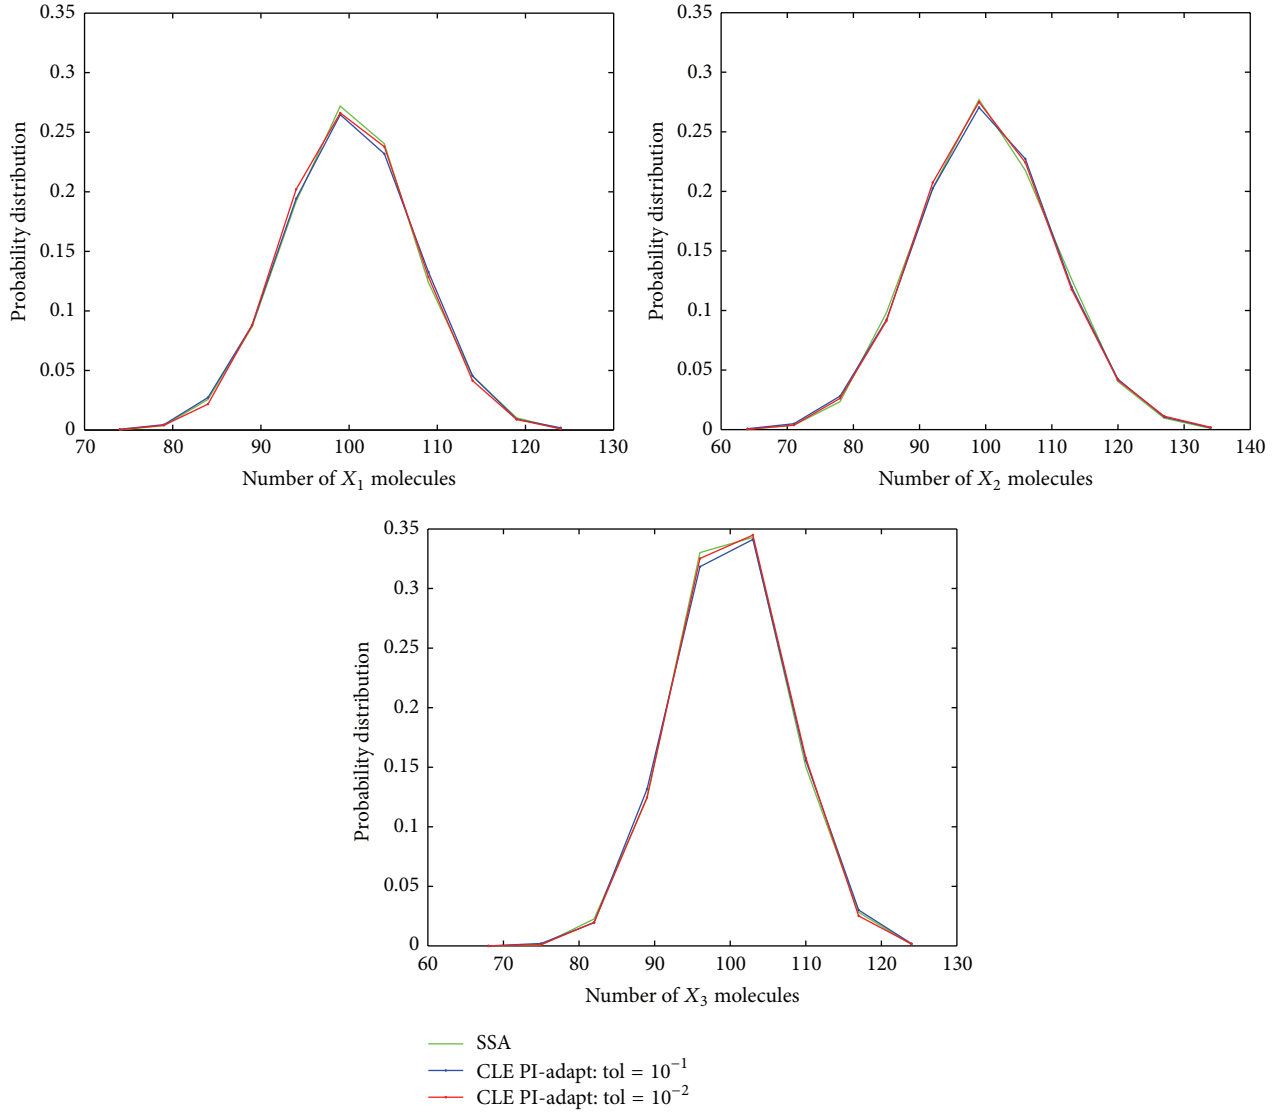 0.35
0.3
0.25
0.2
0.15
0.1
0.05
0
Probability distribution
70 80 90 100 110 120 130
Number of X₁ molecules
0.35
0.3
0.25
0.2
0.15
0.1
0.05
0
Probability distribution
60 70 80 90 100 110 120 130 140
Number of X₂ molecules
0.35
0.3
0.25
0.2
0.15
0.1
0.05
0
Probability distribution
60 70 80 90 100 110 120 130
Number of X₃ molecules
SSA
CLE PI-adapt: tol = 10⁻¹
CLE PI-adapt: tol = 10⁻²